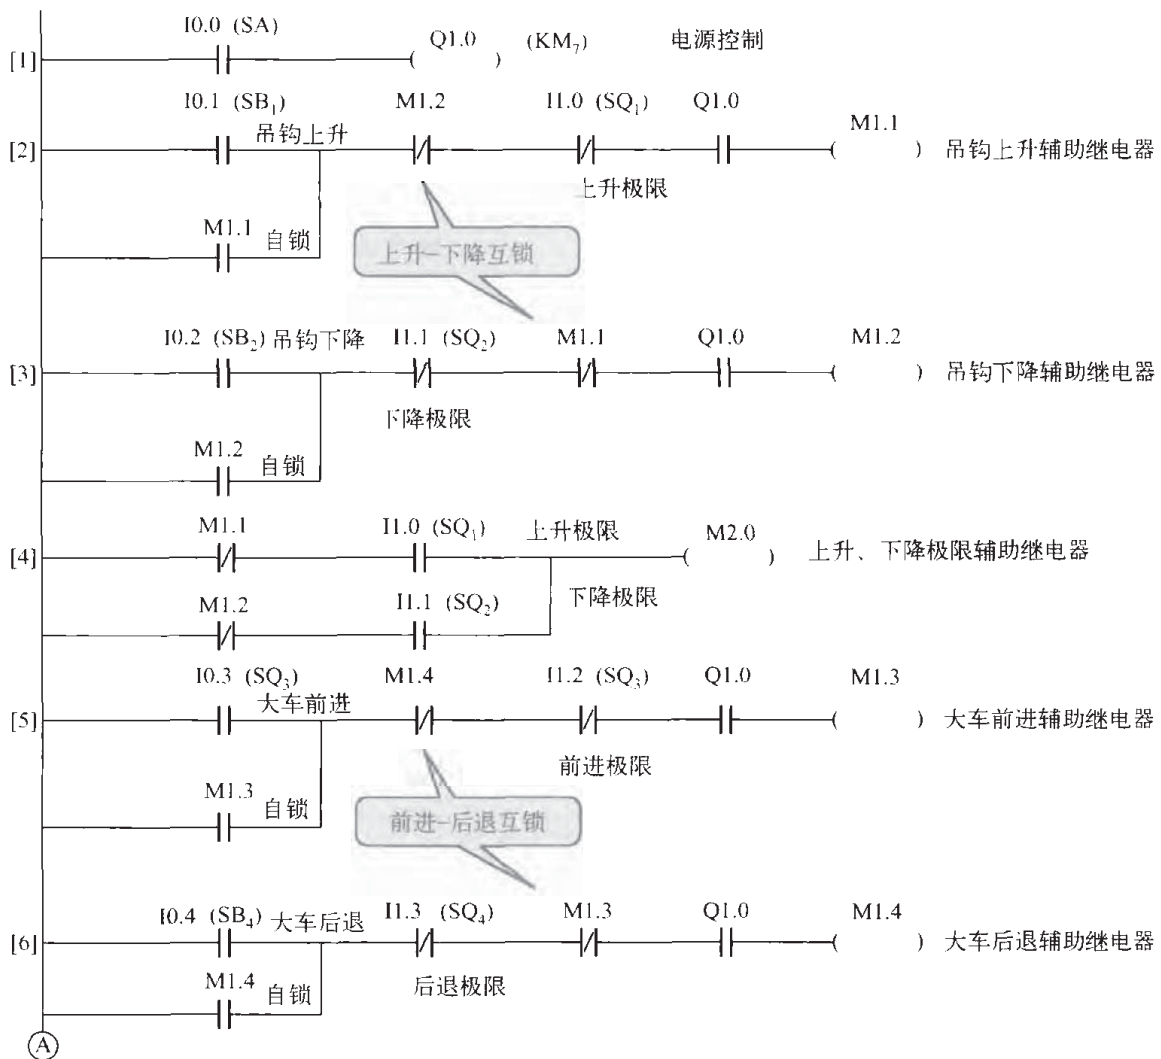 I0.0 (SA)
[1] Q1.0 (KM₇) 电源控制
I0.1 (SB₁) M1.2 I1.0 (SQ₁) Q1.0 M1.1
吊钩上升
[2] ( ) 吊钩上升辅助继电器
上升极限
M1.1 自锁
上升-下降互锁
I0.2 (SB₂) 吊钩下降 I1.1 (SQ₂) M1.1 Q1.0 M1.2
[3] ( ) 吊钩下降辅助继电器
下降极限
M1.2 自锁
M1.1 I1.0 (SQ₁) 上升极限 M2.0
[4] ( ) 上升、下降极限辅助继电器
M1.2 I1.1 (SQ₂) 下降极限
I0.3 (SQ₃) M1.4 I1.2 (SQ₃) Q1.0 M1.3
大车前进
[5] ( ) 大车前进辅助继电器
前进极限
M1.3 自锁
前进-后退互锁
I0.4 (SB₄) 大车后退 I1.3 (SQ₄) M1.3 Q1.0 M1.4
[6] ( ) 大车后退辅助继电器
M1.4 自锁 后退极限
A